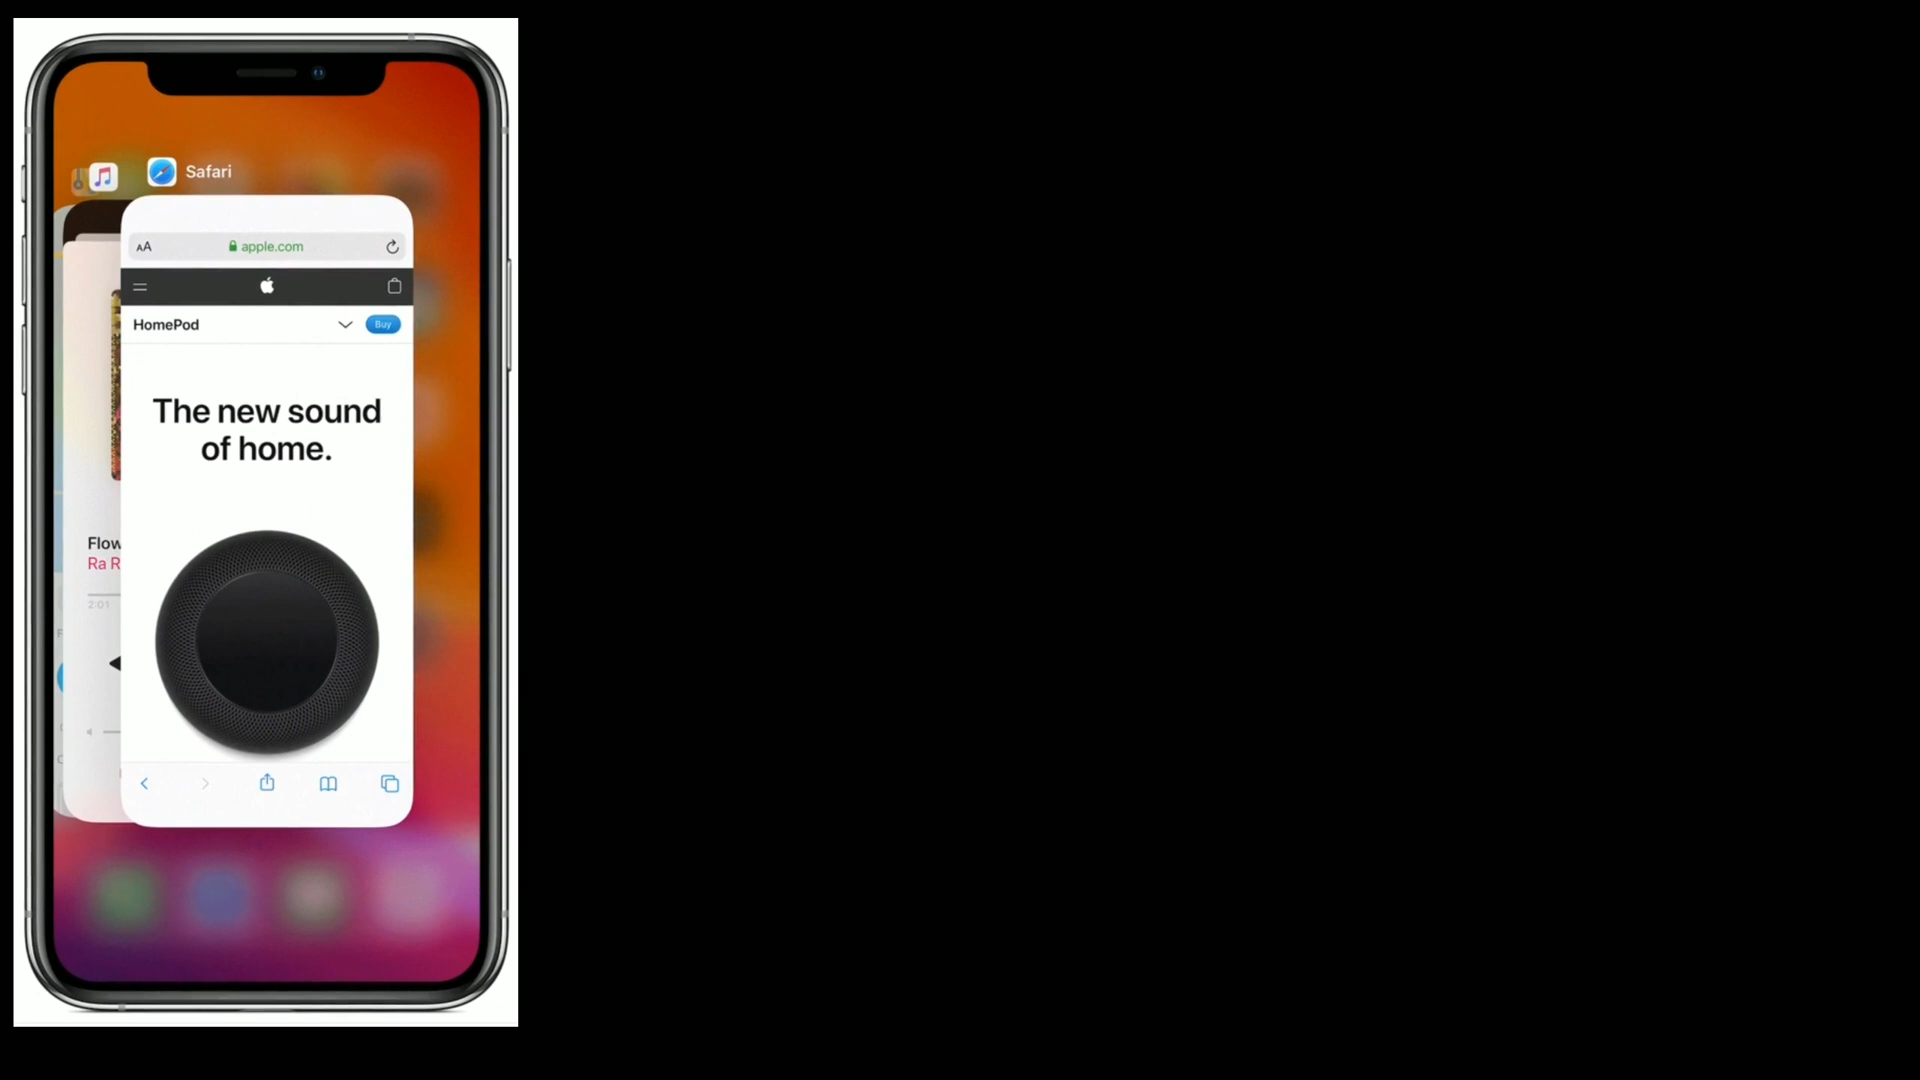 Safari
AA
apple.com
HomePod
Buy
The new sound
of home.
Flow
Ra R
2:01